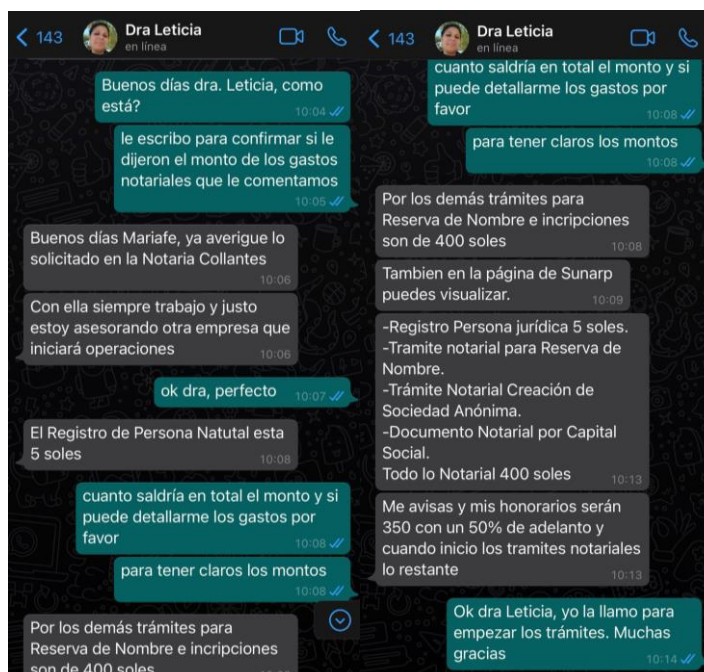 143
Dra Leticia
en línea
Buenos días dra. Leticia, como
está?
10:04
le escribo para confirmar si le
dijeron el monto de los gastos
notariales que le comentamos
10:05
Buenos días Mariafe, ya averigue lo
solicitado en la Notaria Collantes
10:06
Con ella siempre trabajo y justo
estoy asesorando otra empresa que
iniciará operaciones
10:06
ok dra, perfecto
10:07
El Registro de Persona Natutal esta
5 soles
10:08
cuanto saldría en total el monto y si
puede detallarme los gastos por
favor
10:08
para tener claros los montos
10:08
Por los demás trámites para
Reserva de Nombre e incripciones
son de 400 soles
143
Dra Leticia
en línea
cuanto saldría en total el monto y si
puede detallarme los gastos por
favor
10:08
para tener claros los montos
10:08
Por los demás trámites para
Reserva de Nombre e incripciones
son de 400 soles
10:08
Tambien en la página de Sunarp
puedes visualizar.
10:09
-Registro Persona jurídica 5 soles.
-Tramite notarial para Reserva de
Nombre.
-Trámite Notarial Creación de
Sociedad Anónima.
-Documento Notarial por Capital
Social.
Todo lo Notarial 400 soles
10:13
Me avisas y mis honorarios serán
350 con un 50% de adelanto y
cuando inicio los tramites notariales
lo restante
10:13
Ok dra Leticia, yo la llamo para
empezar los trámites. Muchas
gracias
10:14